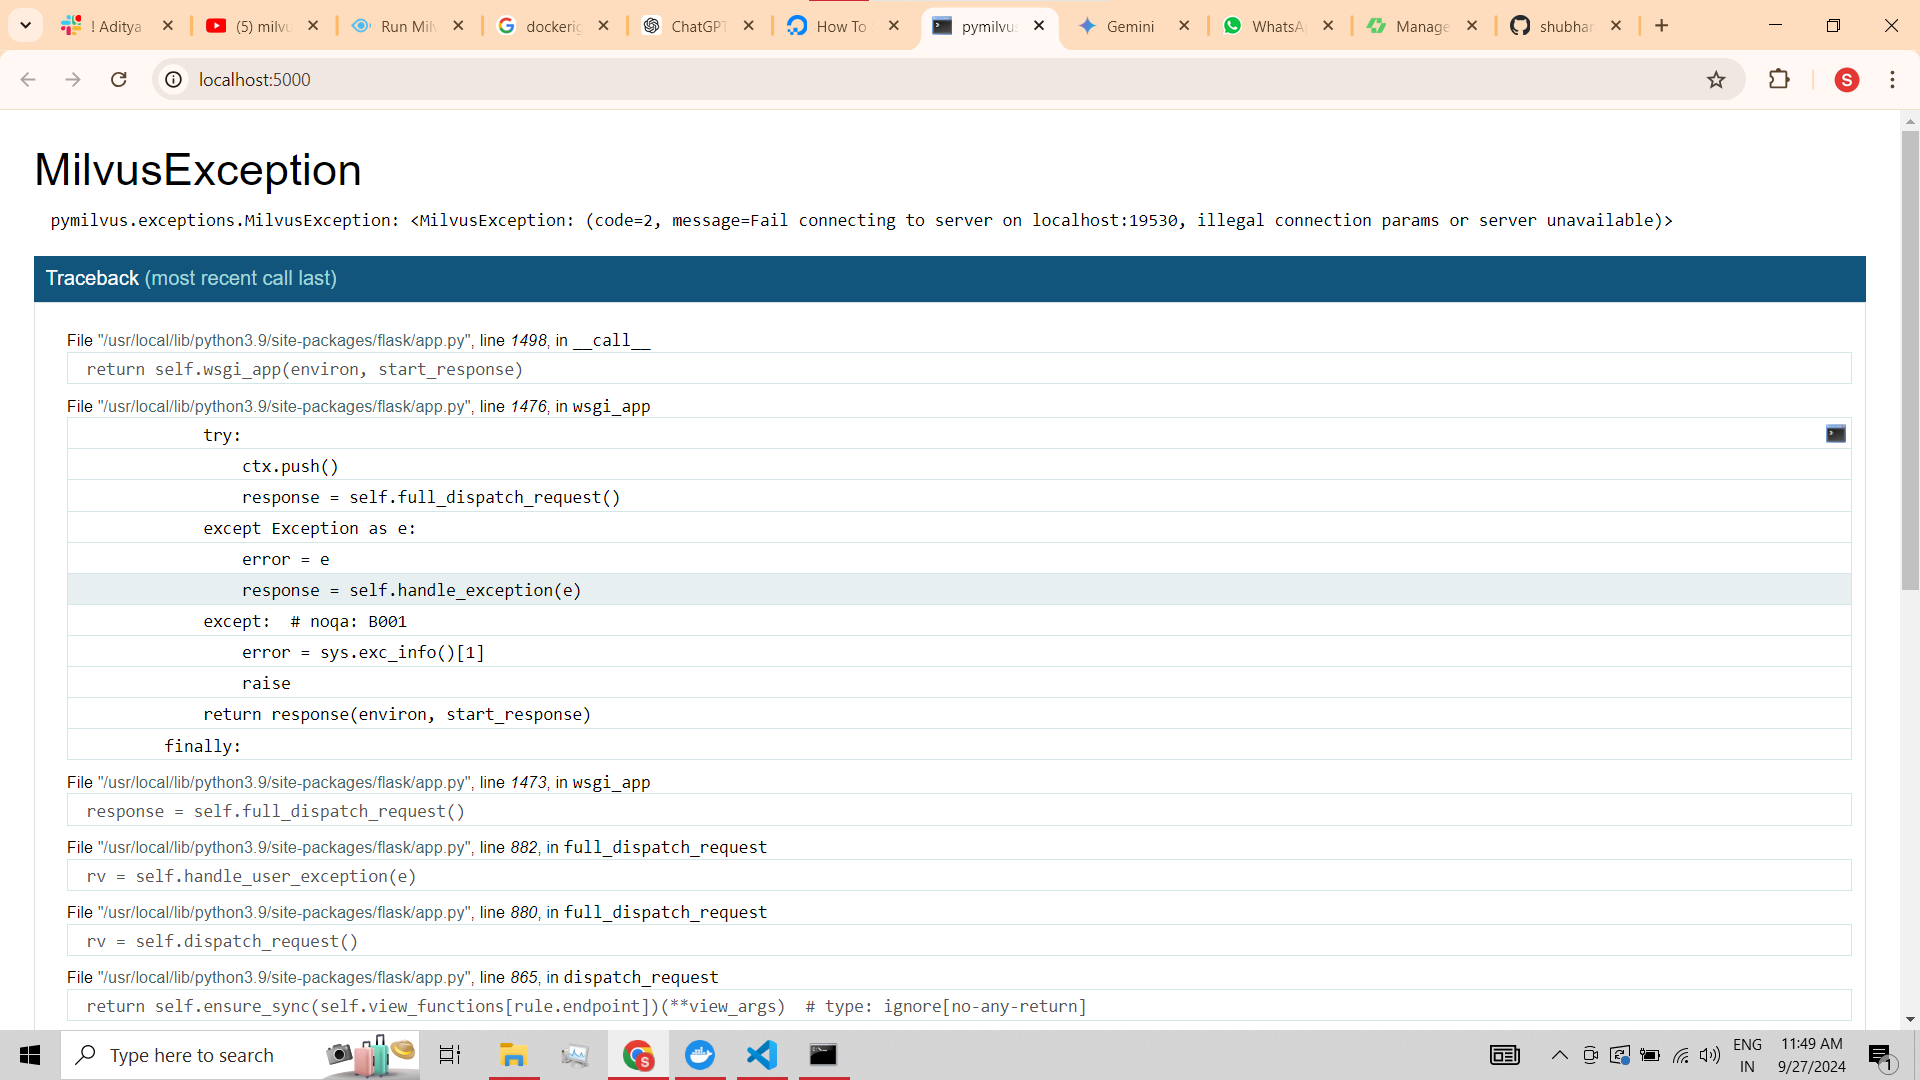 ! Aditya
(5) milvu
Run Milv
dockerig
ChatGPT
How To S
pymilvus
Gemini
WhatsAp
Manage
shubhar
localhost:5000
S
MilvusException
pymilvus.exceptions.MilvusException: <MilvusException: (code=2, message=Fail connecting to server on localhost:19530, illegal connection params or server unavailable)>
Traceback (most recent call last)
File "/usr/local/lib/python3.9/site-packages/flask/app.py", line 1498, in __call__
return self.wsgi_app(environ, start_response)
File "/usr/local/lib/python3.9/site-packages/flask/app.py", line 1476, in wsgi_app
try:
ctx.push()
response = self.full_dispatch_request()
except Exception as e:
error = e
response = self.handle_exception(e)
except:  # noqa: B001
error = sys.exc_info()[1]
raise
return response(environ, start_response)
finally:
File "/usr/local/lib/python3.9/site-packages/flask/app.py", line 1473, in wsgi_app
response = self.full_dispatch_request()
File "/usr/local/lib/python3.9/site-packages/flask/app.py", line 882, in full_dispatch_request
rv = self.handle_user_exception(e)
File "/usr/local/lib/python3.9/site-packages/flask/app.py", line 880, in full_dispatch_request
rv = self.dispatch_request()
File "/usr/local/lib/python3.9/site-packages/flask/app.py", line 865, in dispatch_request
return self.ensure_sync(self.view_functions[rule.endpoint])(**view_args)  # type: ignore[no-any-return]
Type here to search
ENG
IN
11:49 AM
9/27/2024
1